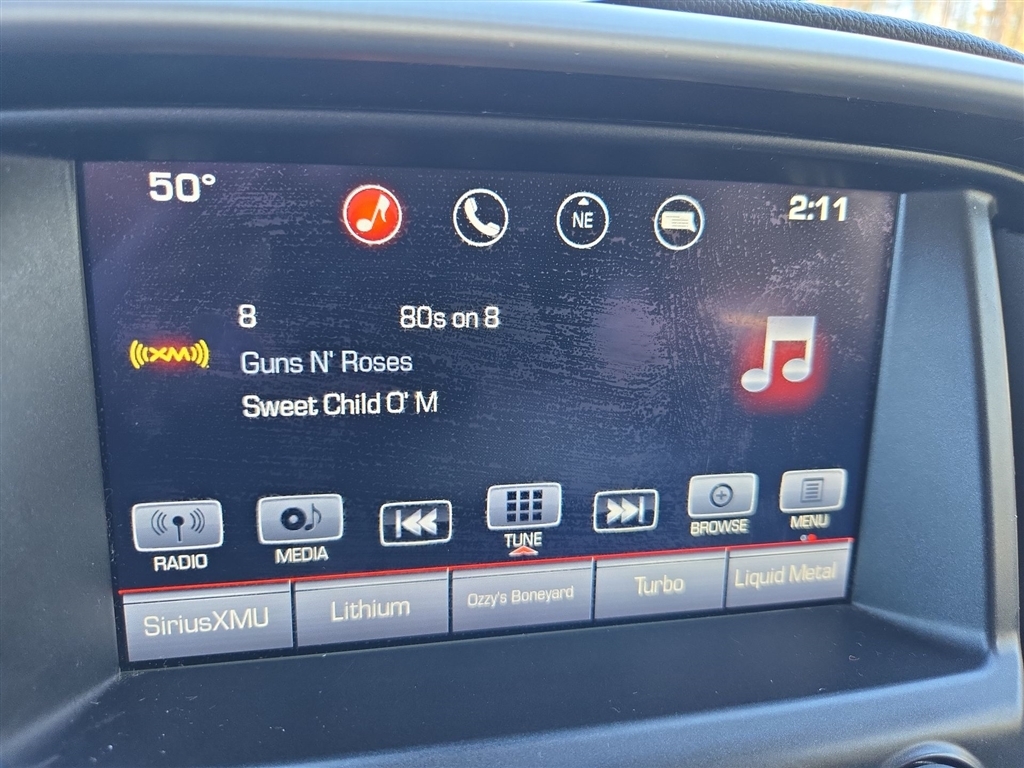 50°
NE
2:11
8 80s on 8
((XM))
Guns N' Roses
Sweet Child O' M
RADIO
MEDIA
TUNE
BROWSE
MENU
SiriusXMU
Lithium
Ozzy's Boneyard
Turbo
Liquid Metal